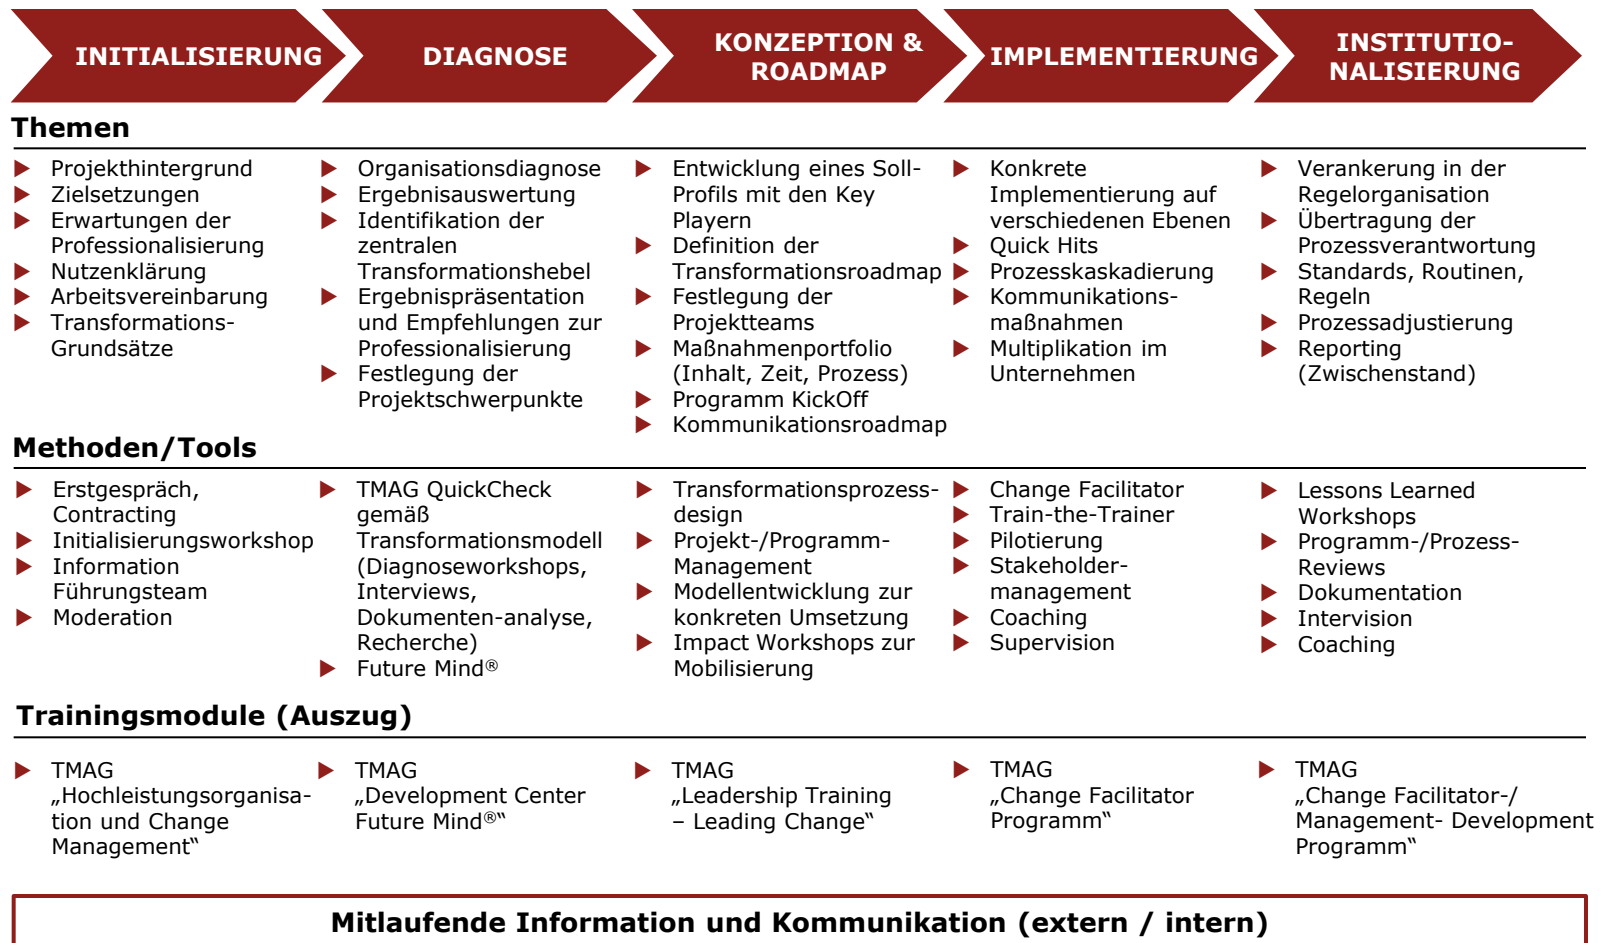 INITIALISIERUNG
DIAGNOSE
KONZEPTION &
ROADMAP
IMPLEMENTIERUNG
INSTITUTIO-
NALISIERUNG
Themen
Projekthintergrund
Zielsetzungen
Erwartungen der
Professionalisierung
Nutzenklärung
Arbeitsvereinbarung
Transformations-
Grundsätze
Organisationsdiagnose
Ergebnisauswertung
Identifikation der
zentralen
Transformationshebel
Ergebnispräsentation
und Empfehlungen zur
Professionalisierung
Festlegung der
Projektschwerpunkte
Entwicklung eines Soll-
Profils mit den Key
Playern
Definition der
Transformationsroadmap
Festlegung der
Projektteams
Maßnahmenportfolio
(Inhalt, Zeit, Prozess)
Programm KickOff
Kommunikationsroadmap
Konkrete
Implementierung auf
verschiedenen Ebenen
Quick Hits
Prozesskaskadierung
Kommunikations-
maßnahmen
Multiplikation im
Unternehmen
Verankerung in der
Regelorganisation
Übertragung der
Prozessverantwortung
Standards, Routinen,
Regeln
Prozessadjustierung
Reporting
(Zwischenstand)
Methoden/Tools
Erstgespräch,
Contracting
Initialisierungsworkshop
Information
Führungsteam
Moderation
TMAG QuickCheck
gemäß
Transformationsmodell
(Diagnoseworkshops,
Interviews,
Dokumenten-analyse,
Recherche)
Future Mind®
Transformationsprozess-
design
Projekt-/Programm-
Management
Modellentwicklung zur
konkreten Umsetzung
Impact Workshops zur
Mobilisierung
Change Facilitator
Train-the-Trainer
Pilotierung
Stakeholder-
management
Coaching
Supervision
Lessons Learned
Workshops
Programm-/Prozess-
Reviews
Dokumentation
Intervision
Coaching
Trainingsmodule (Auszug)
TMAG
„Hochleistungsorganisa-
tion und Change
Management“
TMAG
„Development Center
Future Mind®“
TMAG
„Leadership Training
– Leading Change“
TMAG
„Change Facilitator
Programm“
TMAG
„Change Facilitator-/
Management- Development
Programm“
Mitlaufende Information und Kommunikation (extern / intern)